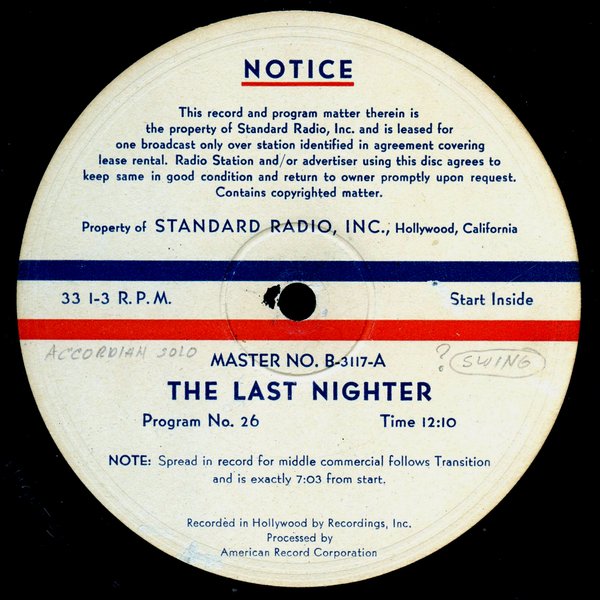 NOTICE
This record and program matter therein is
the property of Standard Radio, Inc. and is leased for
one broadcast only over station identified in agreement covering
lease rental. Radio Station and/or advertiser using this disc agrees to
keep same in good condition and return to owner promptly upon request.
Contains copyrighted matter.
Property of STANDARD RADIO, INC., Hollywood, California
33 1-3 R.P.M. Start Inside
ACCORDIAN SOLO
MASTER NO. B-3117-A
? SWING
THE LAST NIGHTER
Program No. 26 Time 12:10
NOTE: Spread in record for middle commercial follows Transition
and is exactly 7:03 from start.
Recorded in Hollywood by Recordings, Inc.
Processed by
American Record Corporation